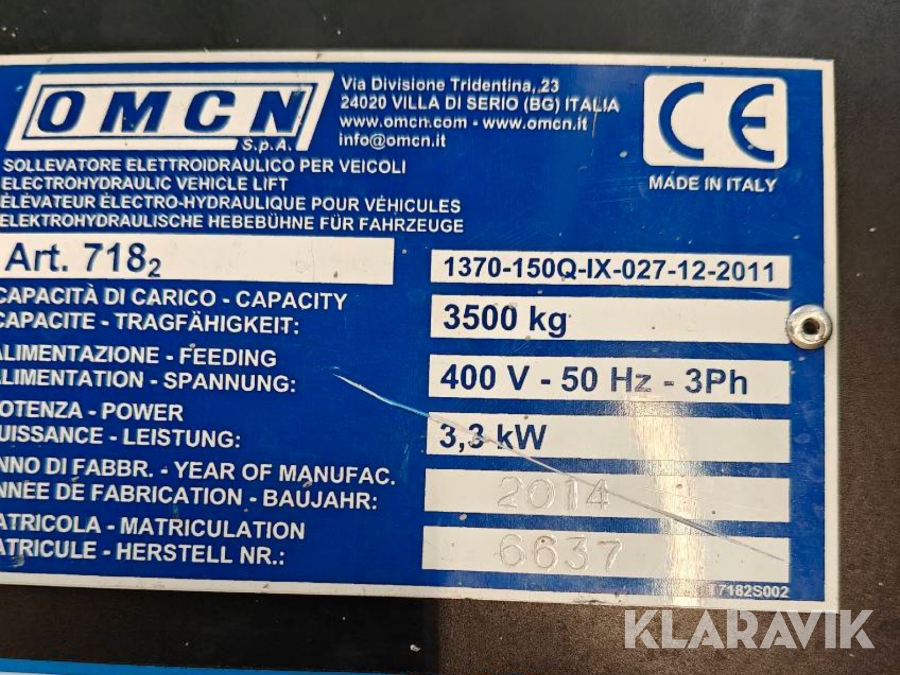 OMCN
S.p.A.
Via Divisione Tridentina, 23
24020 VILLA DI SERIO (BG) ITALIA
www.omcn.com - www.omcn.it
info@omcn.it
CE
MADE IN ITALY
SOLLEVATORE ELETTROIDRAULICO PER VEICOLI
ELECTROHYDRAULIC VEHICLE LIFT
ÉLÉVATEUR ÉLECTRO-HYDRAULIQUE POUR VÉHICULES
ELEKTROHYDRAULISCHE HEBEBÜHNE FÜR FAHRZEUGE
Art. 718₂
1370-150Q-IX-027-12-2011
CAPACITÀ DI CARICO - CAPACITY
CAPACITE - TRAGFÄHIGKEIT:
3500 kg
ALIMENTAZIONE - FEEDING
ALIMENTATION - SPANNUNG:
400 V - 50 Hz - 3Ph
POTENZA - POWER
PUISSANCE - LEISTUNG:
3,3 kW
ANNO DI FABBR. - YEAR OF MANUFAC.
ANNÉE DE FABRICATION - BAUJAHR:
2014
MATRICOLA - MATRICULATION
MATRICULE - HERSTELL NR.:
6637
T7182S002
KLARAVIK